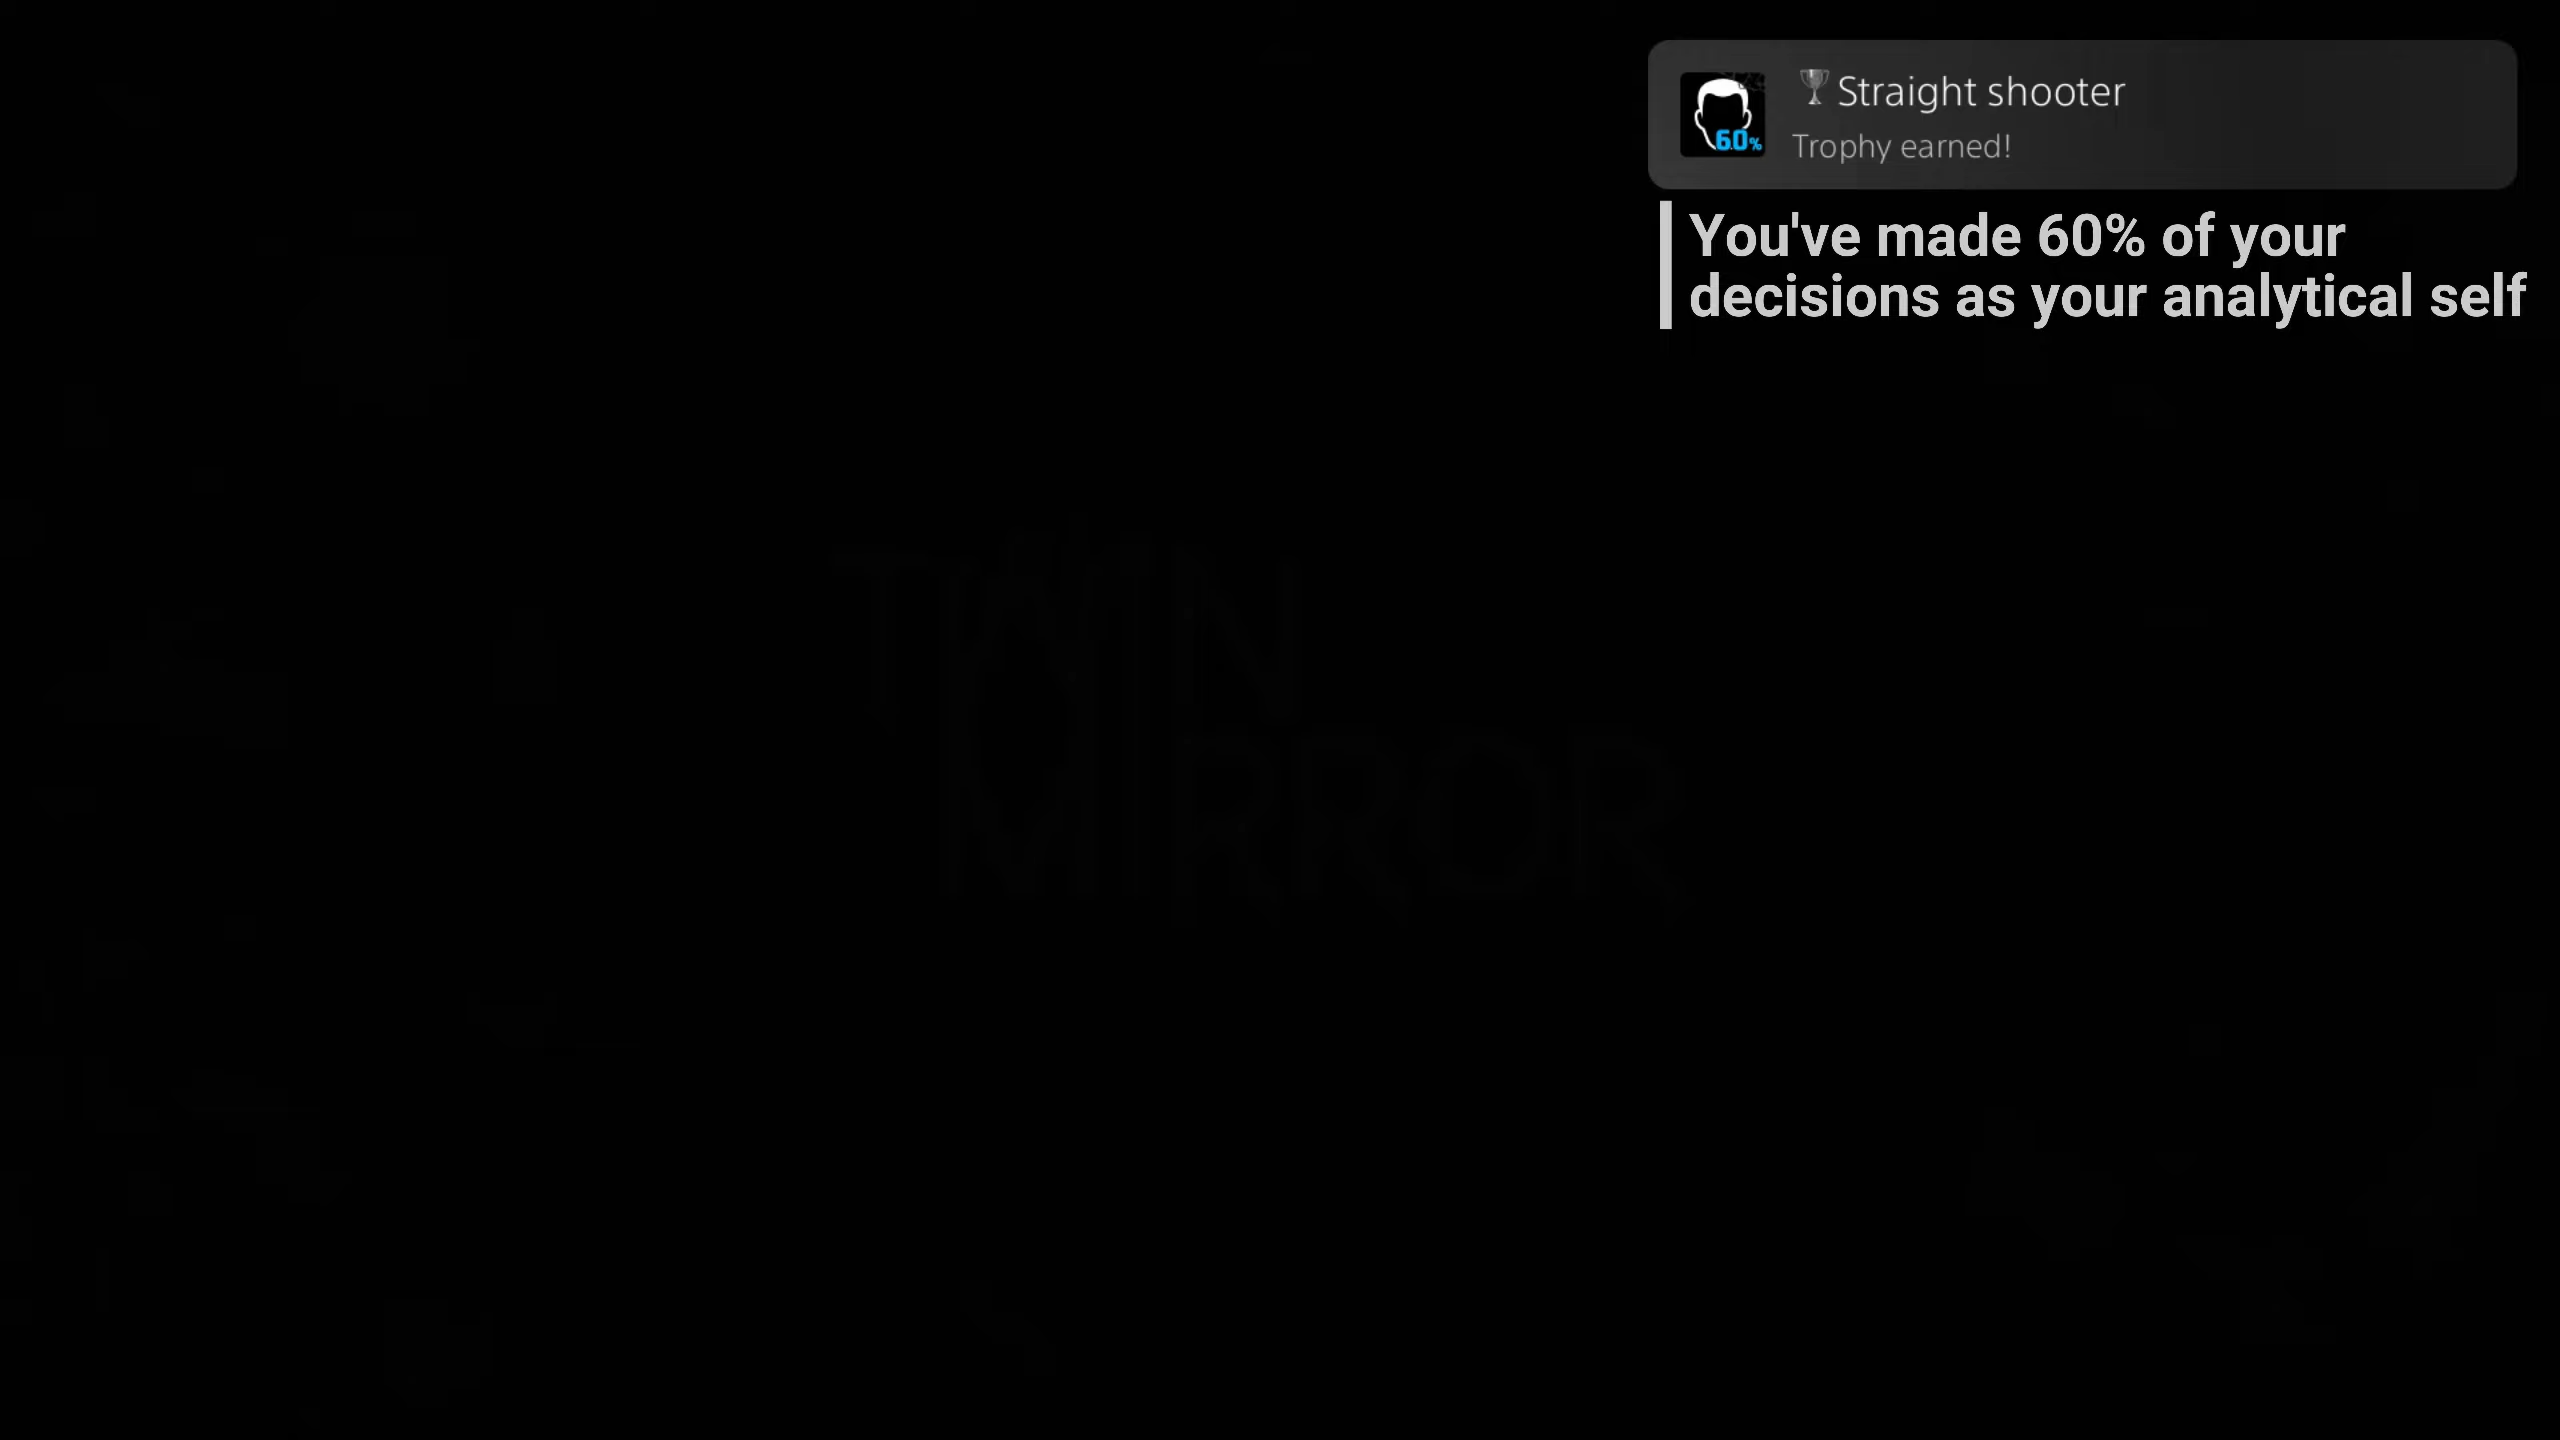 Straight shooter
Trophy earned!
60%
You've made 60% of your
decisions as your analytical self
TWIN
MIRROR